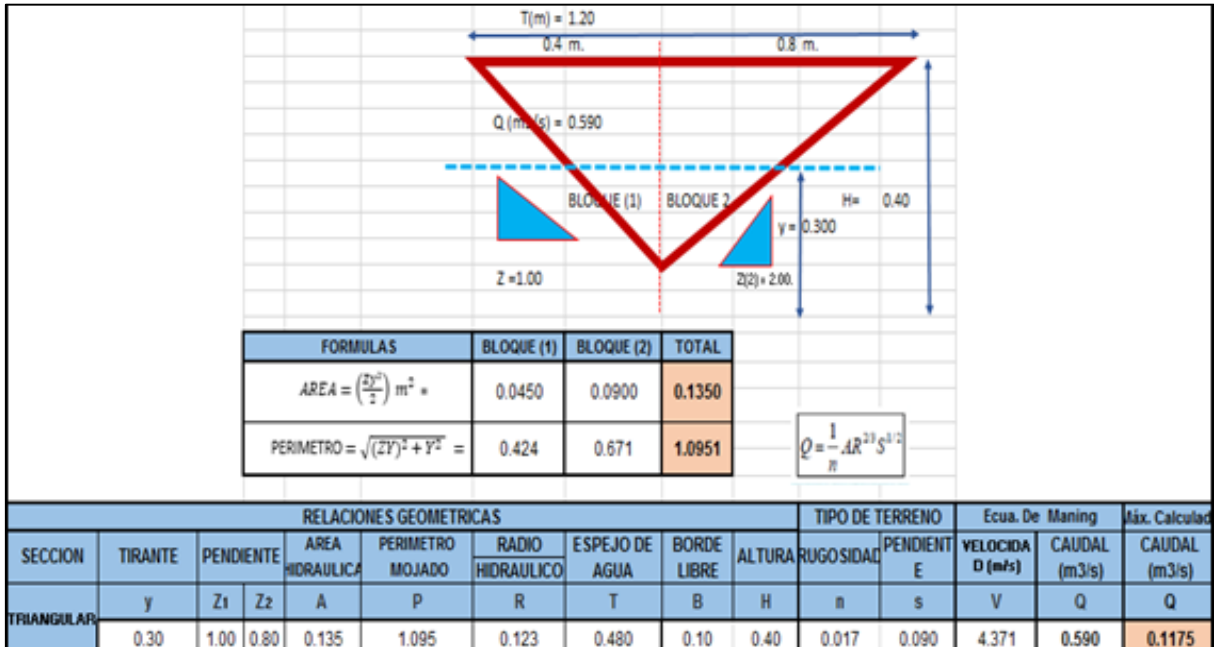 T(m) = 1.20
0.4 m. 0.8 m.
Q (m3/s) = 0.590
BLOQUE (1) BLOQUE 2 H= 0.40
y = 0.300
Z =1.00 Z(2) = 2.00.
FORMULAS BLOQUE (1) BLOQUE (2) TOTAL
AREA = (Zy²/2) m² = 0.0450 0.0900 0.1350
PERIMETRO = √(ZY)² + Y² = 0.424 0.671 1.0951
Q = 1/n AR^2/3 S^1/2
RELACIONES GEOMETRICAS TIPO DE TERRENO Ecua. De Maning Máx. Calculad
SECCION TIRANTE PENDIENTE AREA HIDRAULICA PERIMETRO MOJADO RADIO HIDRAULICO ESPEJO DE AGUA BORDE LIBRE ALTURA RUGOSIDAD PENDIENTE VELOCIDAD (m/s) CAUDAL (m3/s) CAUDAL (m3/s)
TRIANGULAR y Z1 Z2 A P R T B H n s V Q Q
0.30 1.00 0.80 0.135 1.095 0.123 0.480 0.10 0.40 0.017 0.090 4.371 0.590 0.1175